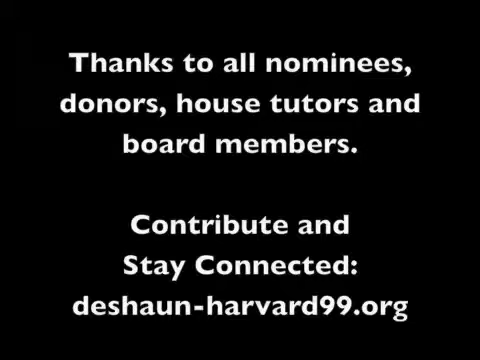 Thanks to all nominees,
donors, house tutors and
board members.
Contribute and
Stay Connected:
deshaun-harvard99.org